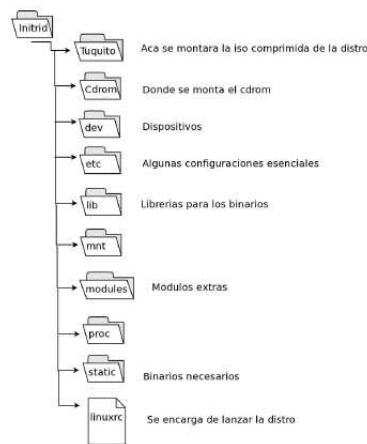 Initrid
Tuquito Aca se montara la iso comprimida de la distro
Cdrom Donde se monta el cdrom
dev Dispositivos
etc Algunas configuraciones esenciales
lib Librerias para los binarios
mnt
modules Modulos extras
proc
static Binarios necesarios
linuxrc Se encarga de lanzar la distro